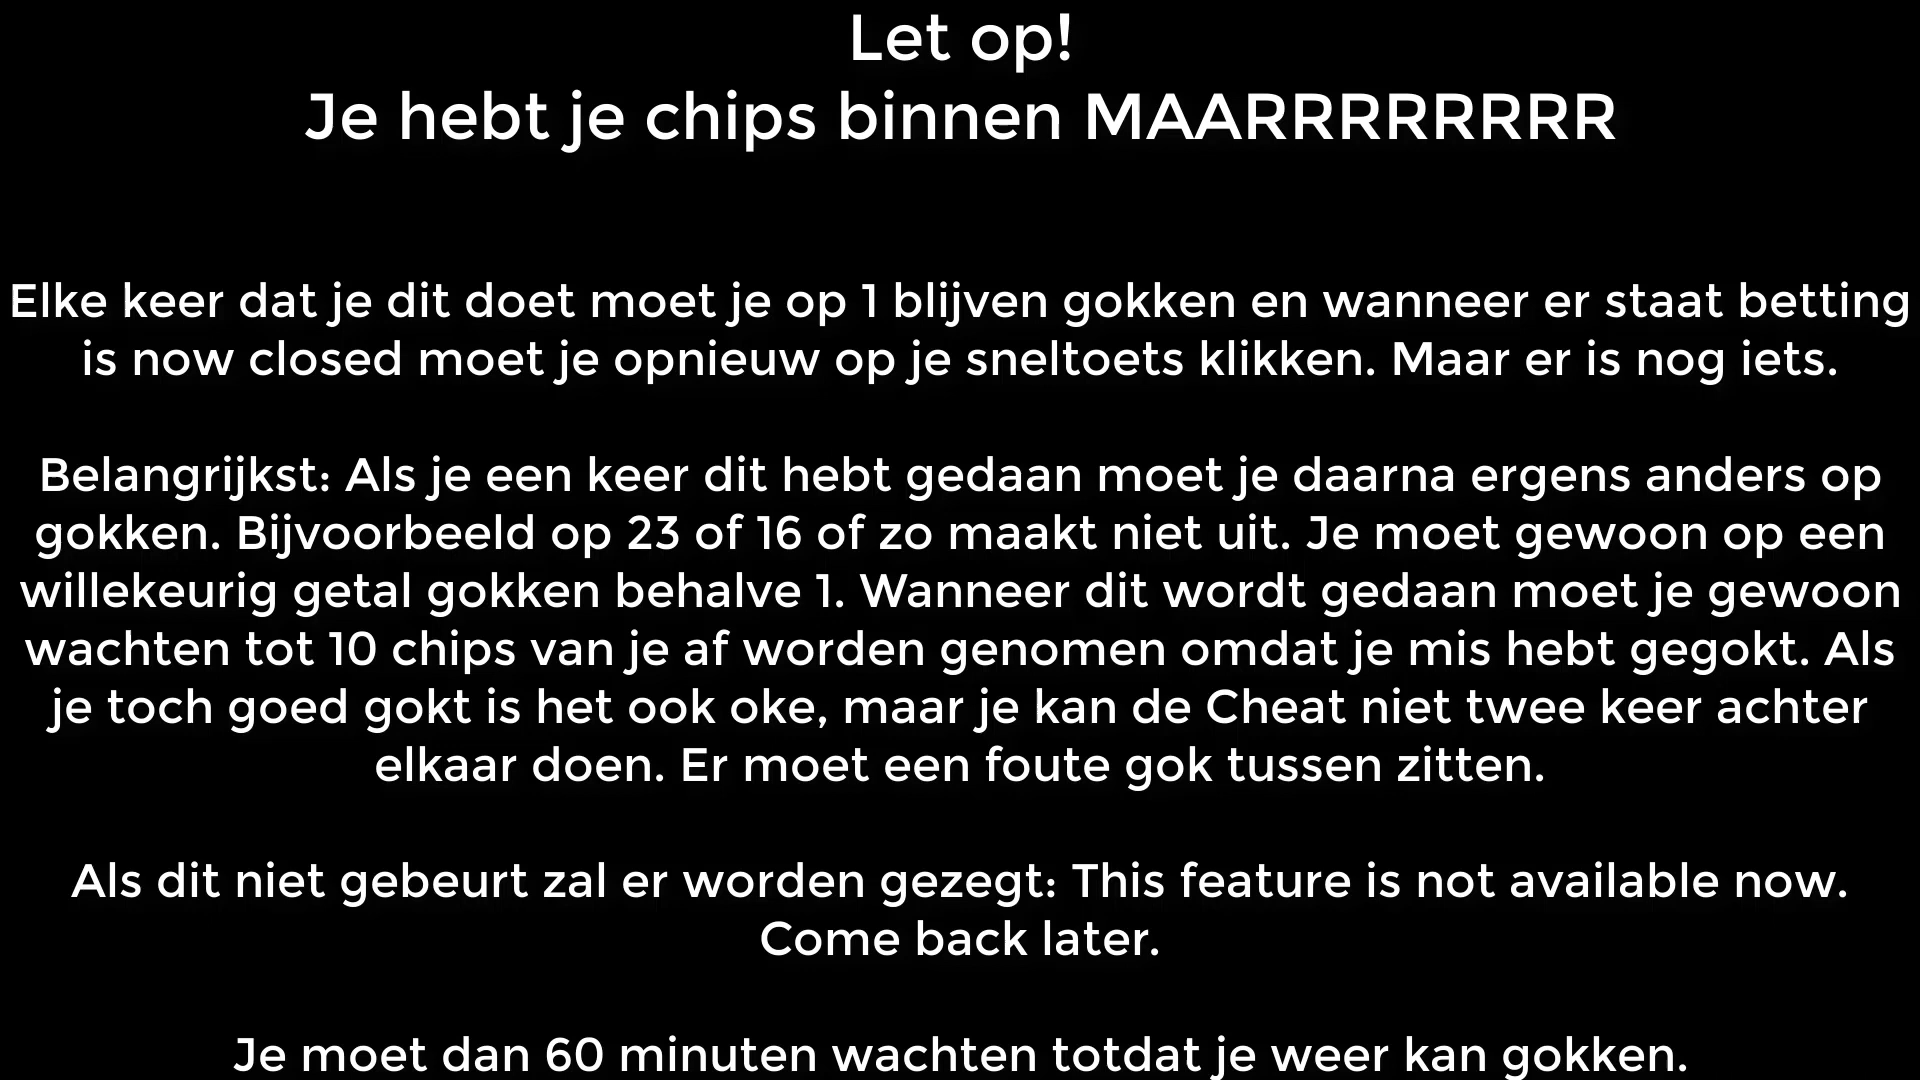 Let op!
Je hebt je chips binnen MAARRRRRRRR
Elke keer dat je dit doet moet je op 1 blijven gokken en wanneer er staat betting
is now closed moet je opnieuw op je sneltoets klikken. Maar er is nog iets.
Belangrijkst: Als je een keer dit hebt gedaan moet je daarna ergens anders op
gokken. Bijvoorbeeld op 23 of 16 of zo maakt niet uit. Je moet gewoon op een
willekeurig getal gokken behalve 1. Wanneer dit wordt gedaan moet je gewoon
wachten tot 10 chips van je af worden genomen omdat je mis hebt gegokt. Als
je toch goed gokt is het ook oke, maar je kan de Cheat niet twee keer achter
elkaar doen. Er moet een foute gok tussen zitten.
Als dit niet gebeurt zal er worden gezegt: This feature is not available now.
Come back later.
Je moet dan 60 minuten wachten totdat je weer kan gokken.